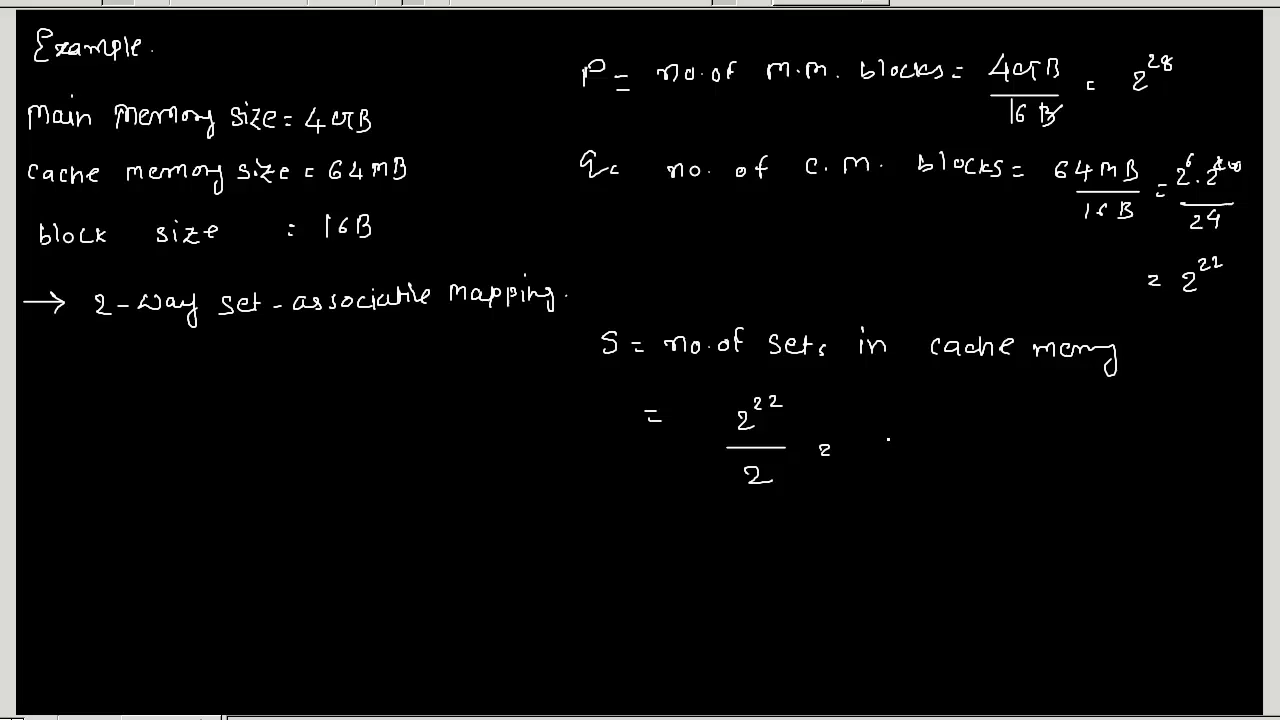 Example.
Main memory size = 4GB
cache memory size = 64MB
block size = 16B
→ 2-way set-associative mapping.
P = no. of m.m. blocks = 4GB / 16B = 2^28
q = no. of c.m. blocks = 64MB / 16B = 2^6 . 2^20 / 2^4
= 2^22
S = no. of sets in cache memory
= 2^22 / 2 =